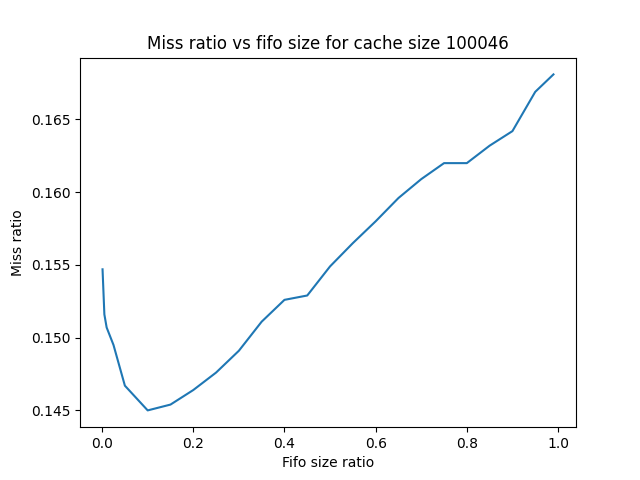 Miss ratio vs fifo size for cache size 100046
0.165
0.160
0.155
0.150
0.145
Miss ratio
0.0 0.2 0.4 0.6 0.8 1.0
Fifo size ratio